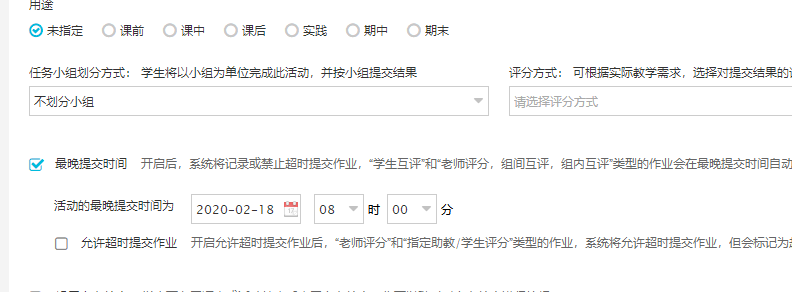 用途
未指定 课前 课中 课后 实践 期中 期末
任务小组划分方式： 学生将以小组为单位完成此活动，并按小组提交结果 评分方式： 可根据实际教学需求，选择对提交结果的
不划分小组 请选择评分方式
最晚提交时间 开启后，系统将记录或禁止超时提交作业，“学生互评”和“老师评分，组间互评，组内互评”类型的作业会在最晚提交时间自动
活动的最晚提交时间为 2020-02-18 08 时 00 分
允许超时提交作业 开启允许超时提交作业后，“老师评分”和“指定助教/学生评分”类型的作业，系统将允许超时提交作业，但会标记为